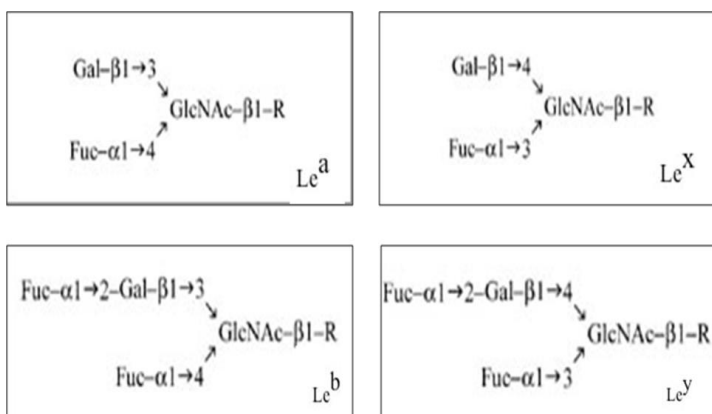 Gal–β1→3
GlcNAc–β1–R
Fuc–α1→4
Le^a
Gal–β1→4
GlcNAc–β1–R
Fuc–α1→3
Le^x
Fuc–α1→2–Gal–β1→3
GlcNAc–β1–R
Fuc–α1→4
Le^b
Fuc–α1→2–Gal–β1→4
GlcNAc–β1–R
Fuc–α1→3
Le^y